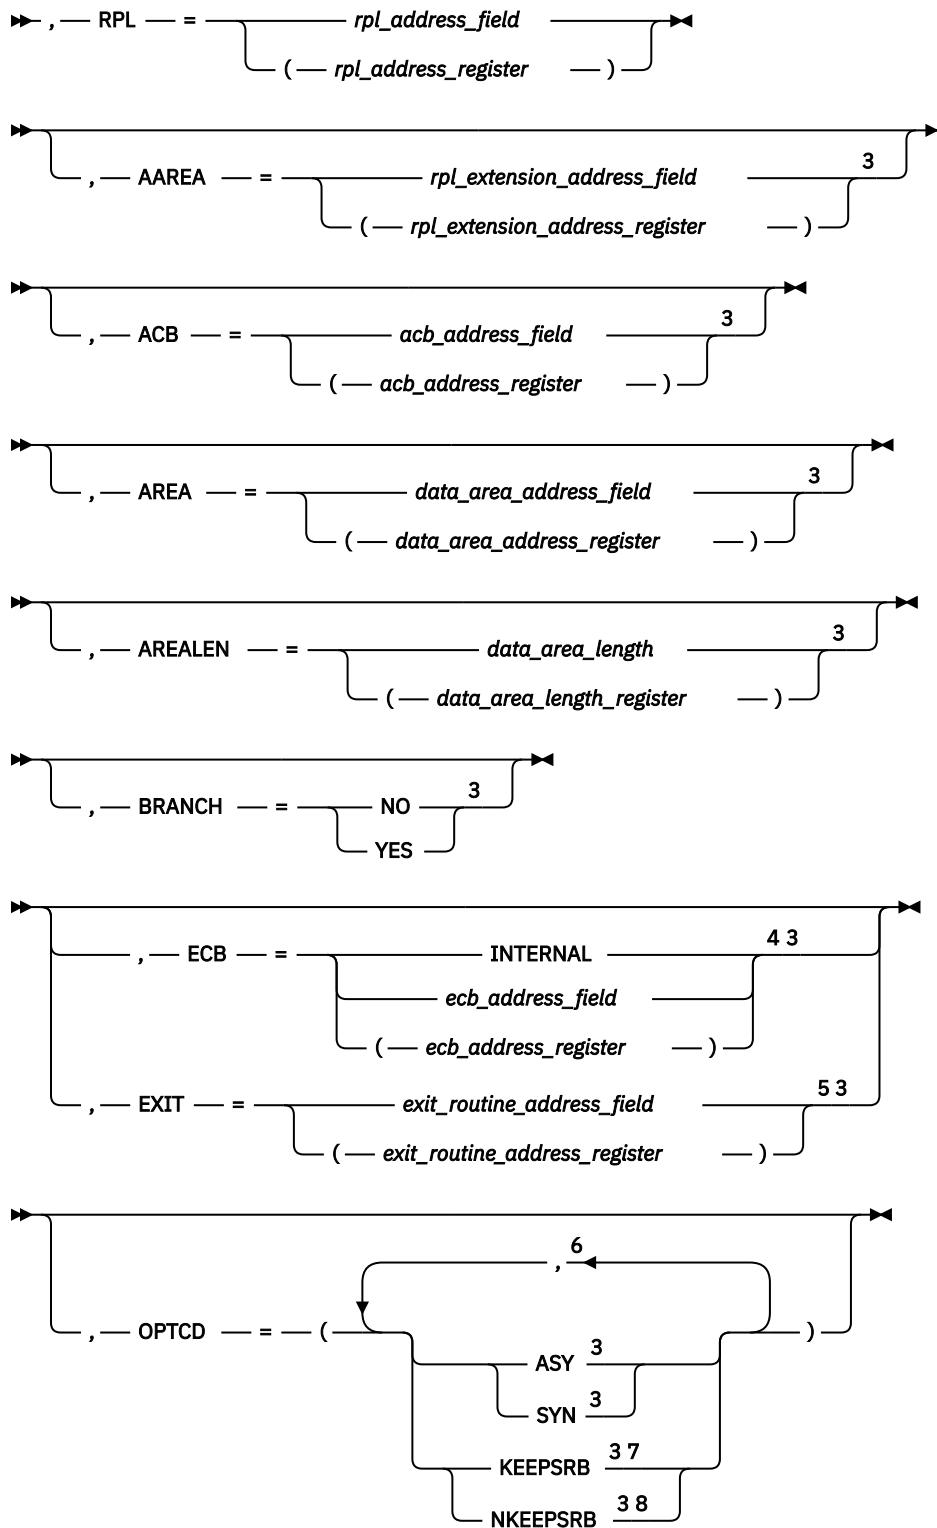 , RPL = rpl_address_field
( rpl_address_register )
, AAREA = rpl_extension_address_field 3
( rpl_extension_address_register )
, ACB = acb_address_field 3
( acb_address_register )
, AREA = data_area_address_field 3
( data_area_address_register )
, AREALEN = data_area_length 3
( data_area_length_register )
, BRANCH = NO 3
YES
, ECB = INTERNAL 4 3
ecb_address_field
( ecb_address_register )
, EXIT = exit_routine_address_field 5 3
( exit_routine_address_register )
, 6
, OPTCD = ( )
ASY 3
SYN 3
KEEPSRB 3 7
NKEEPSRB 3 8